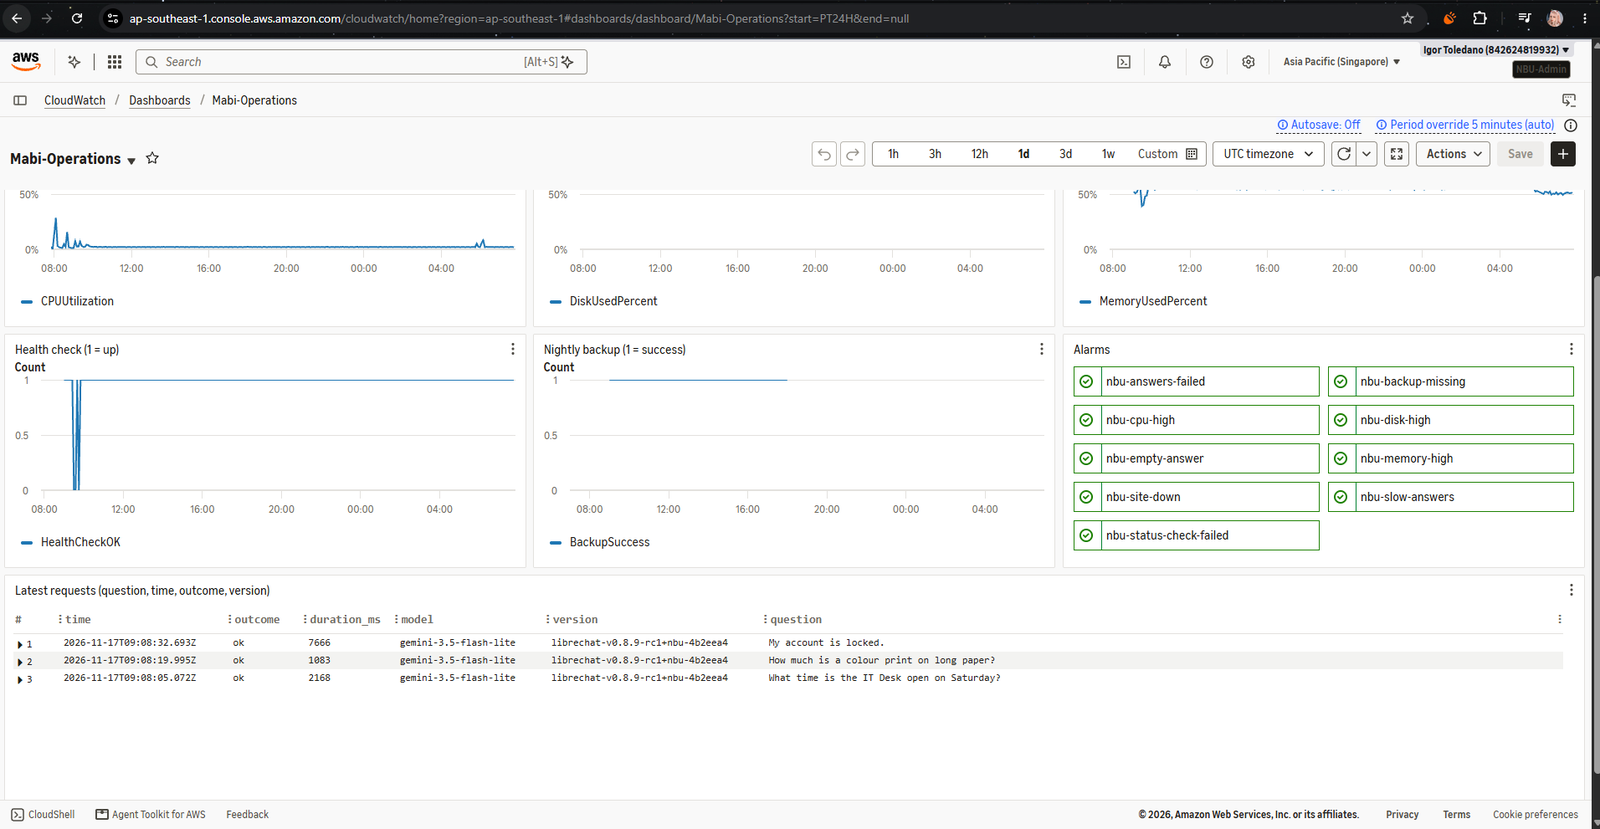 ap-southeast-1.console.aws.amazon.com/cloudwatch/home?region=ap-southeast-1#dashboards/dashboard/Mabi-Operations?start=PT24H&end=null
aws
Search
[Alt+S]
Asia Pacific (Singapore)
Igor Toledano (842624819932)
NBU-Admin
CloudWatch / Dashboards / Mabi-Operations
Autosave: Off
Period override 5 minutes (auto)
Mabi-Operations
1h 3h 12h 1d 3d 1w Custom
UTC timezone
Actions
Save
50%
0%
08:00 12:00 16:00 20:00 00:00 04:00
CPUUtilization
50%
0%
08:00 12:00 16:00 20:00 00:00 04:00
DiskUsedPercent
50%
0%
08:00 12:00 16:00 20:00 00:00 04:00
MemoryUsedPercent
Health check (1 = up)
Count
1
0.5
0
08:00 12:00 16:00 20:00 00:00 04:00
HealthCheckOK
Nightly backup (1 = success)
Count
1
0.5
0
08:00 12:00 16:00 20:00 00:00 04:00
BackupSuccess
Alarms
nbu-answers-failed
nbu-backup-missing
nbu-cpu-high
nbu-disk-high
nbu-empty-answer
nbu-memory-high
nbu-site-down
nbu-slow-answers
nbu-status-check-failed
Latest requests (question, time, outcome, version)
# time outcome duration_ms model version question
1 2026-11-17T09:08:32.693Z ok 7666 gemini-3.5-flash-lite librechat-v0.8.9-rc1+nbu-4b2eea4 My account is locked.
2 2026-11-17T09:08:19.995Z ok 1083 gemini-3.5-flash-lite librechat-v0.8.9-rc1+nbu-4b2eea4 How much is a colour print on long paper?
3 2026-11-17T09:08:05.072Z ok 2168 gemini-3.5-flash-lite librechat-v0.8.9-rc1+nbu-4b2eea4 What time is the IT Desk open on Saturday?
CloudShell
Agent Toolkit for AWS
Feedback
© 2026, Amazon Web Services, Inc. or its affiliates.
Privacy
Terms
Cookie preferences